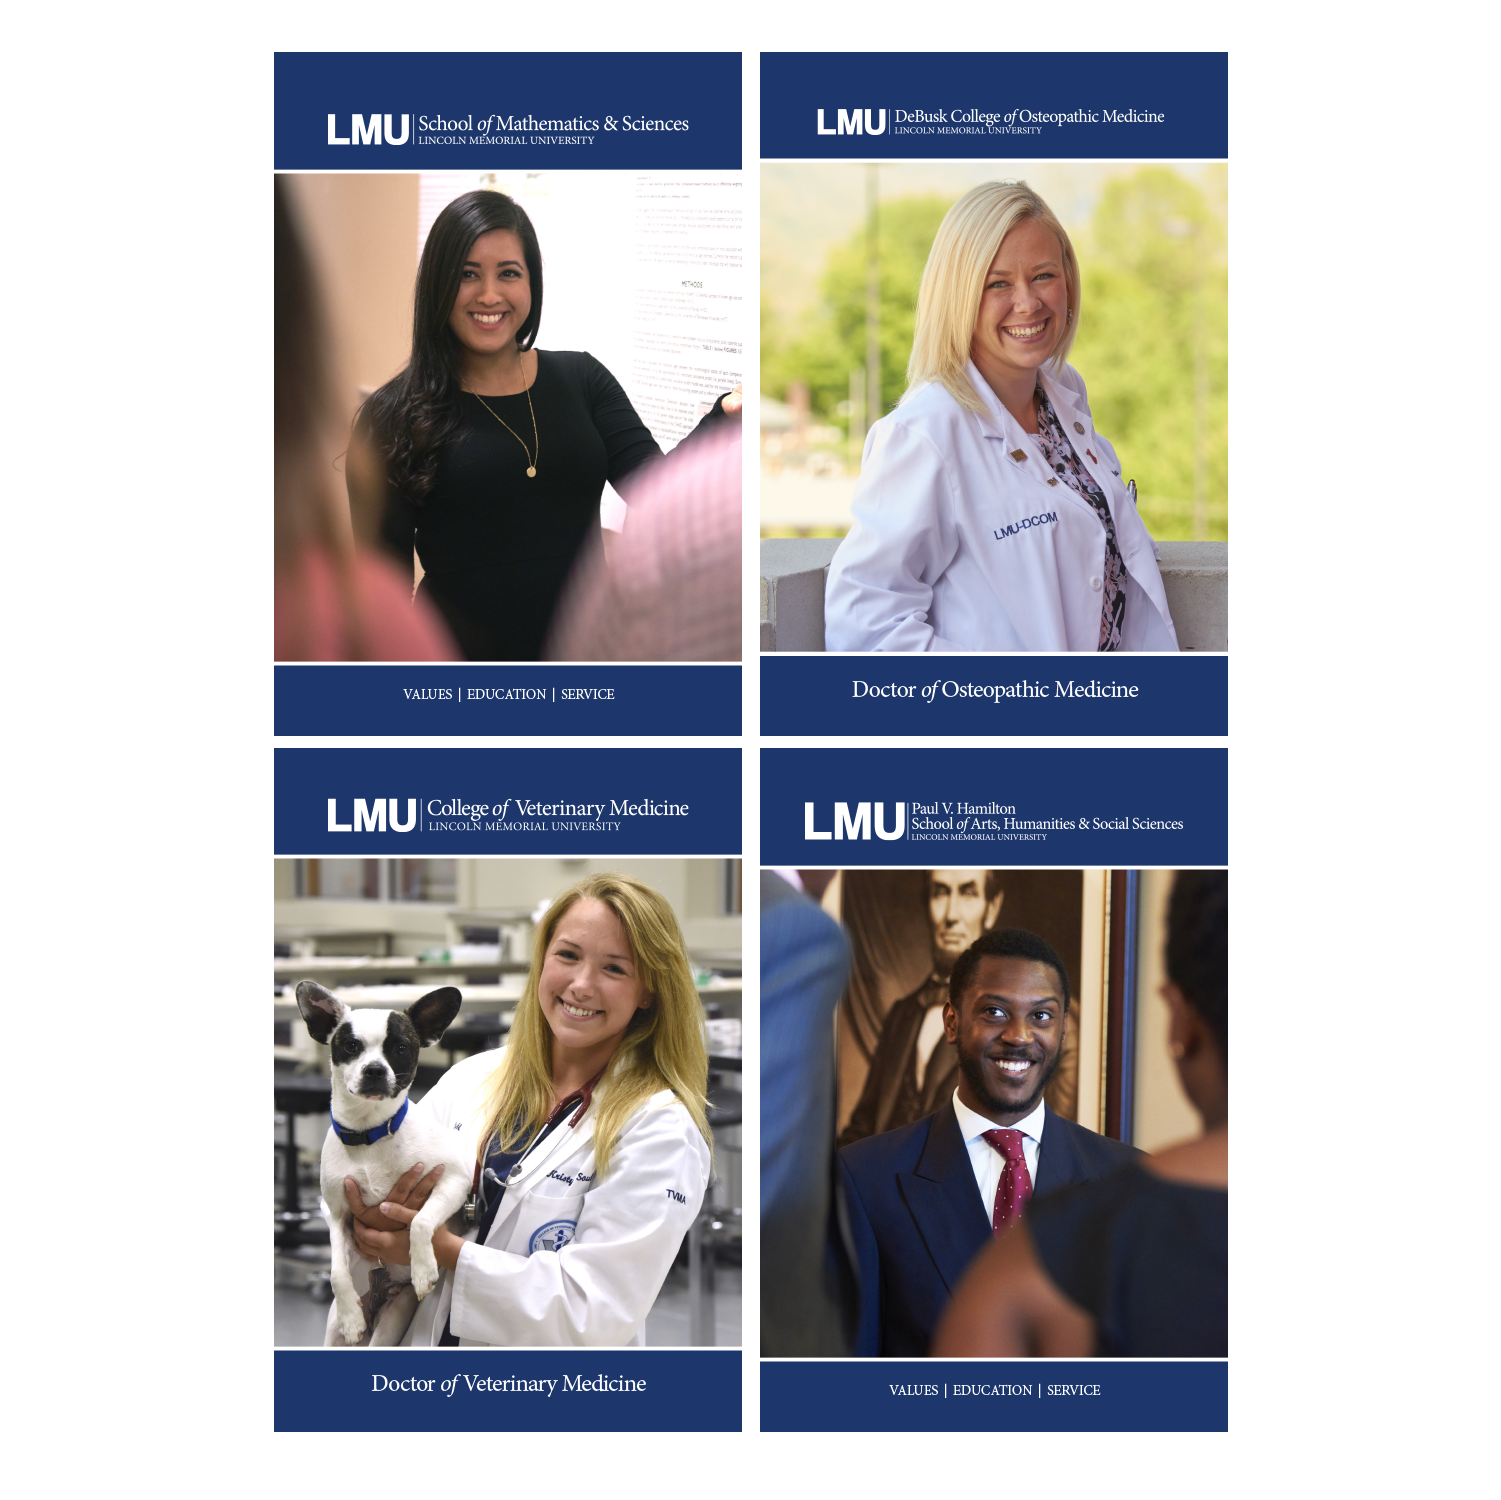 LMU School of Mathematics & Sciences
LINCOLN MEMORIAL UNIVERSITY
METHODS
VALUES | EDUCATION | SERVICE
LMU DeBusk College of Osteopathic Medicine
LINCOLN MEMORIAL UNIVERSITY
LMU-DCOM
Doctor of Osteopathic Medicine
LMU College of Veterinary Medicine
LINCOLN MEMORIAL UNIVERSITY
Kristy
TVMA
Doctor of Veterinary Medicine
LMU Paul V. Hamilton
School of Arts, Humanities & Social Sciences
LINCOLN MEMORIAL UNIVERSITY
VALUES | EDUCATION | SERVICE